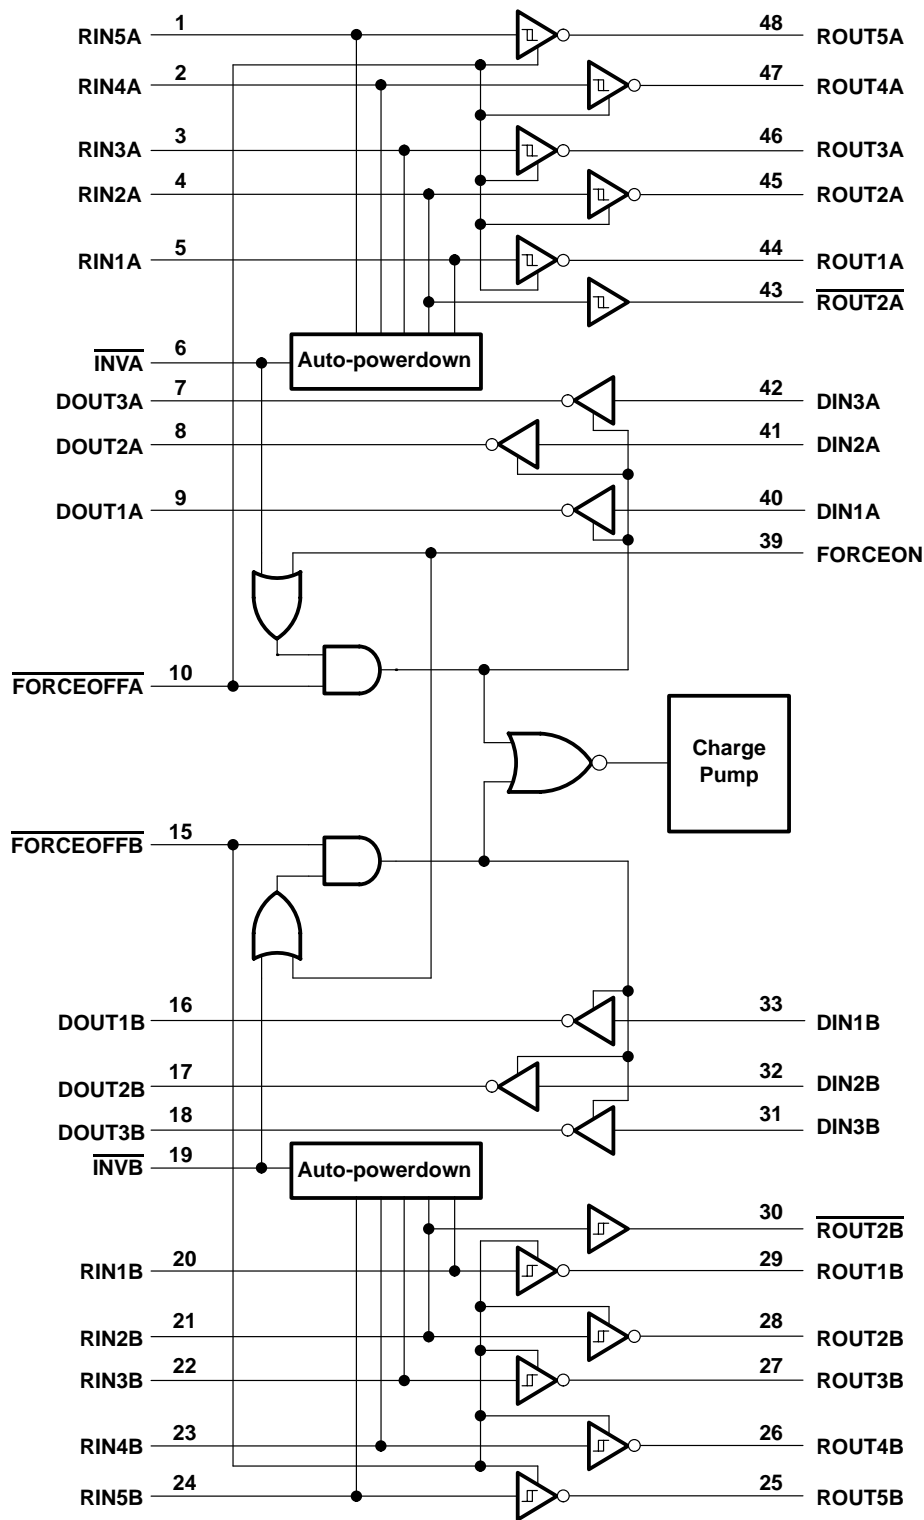 RIN5A 1 48 ROUT5A
RIN4A 2 47 ROUT4A
RIN3A 3 46 ROUT3A
RIN2A 4 45 ROUT2A
RIN1A 5 44 ROUT1A
43 ROUT2A
INVA 6 Auto-powerdown
DOUT3A 7 42 DIN3A
DOUT2A 8 41 DIN2A
DOUT1A 9 40 DIN1A
39 FORCEON
FORCEOFFA 10
Charge
Pump
FORCEOFFB 15
DOUT1B 16 33 DIN1B
DOUT2B 17 32 DIN2B
DOUT3B 18 31 DIN3B
INVB 19 Auto-powerdown
30 ROUT2B
RIN1B 20 29 ROUT1B
RIN2B 21 28 ROUT2B
RIN3B 22 27 ROUT3B
RIN4B 23 26 ROUT4B
RIN5B 24 25 ROUT5B